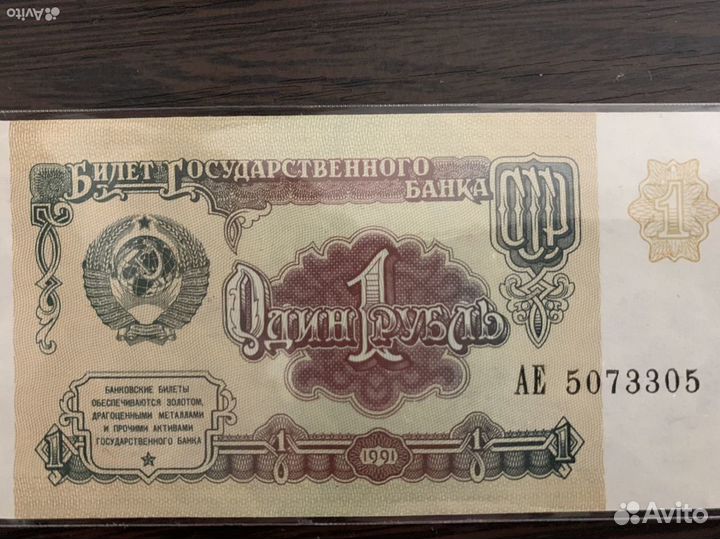 Avito
Билет Государственного
Банка
СССР
1
1
Один рубль
АЕ 5073305
Банковские билеты
обеспечиваются золотом,
драгоценными металлами
и прочими активами
Государственного банка
1
1
1991
1
1
Avito